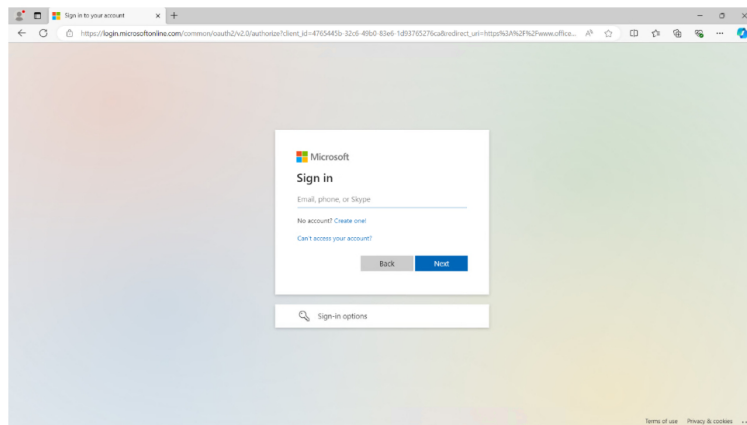 Sign in to your account
https://login.microsoftonline.com/common/oauth2/v2.0/authorize?client_id=4765445b-32c6-49b0-83e6-1d93765276ca&redirect_uri=https%3A%2F%2Fwww.office...
Microsoft
Sign in
Email, phone, or Skype
No account? Create one!
Can't access your account?
Back Next
Sign-in options
Terms of use Privacy & cookies